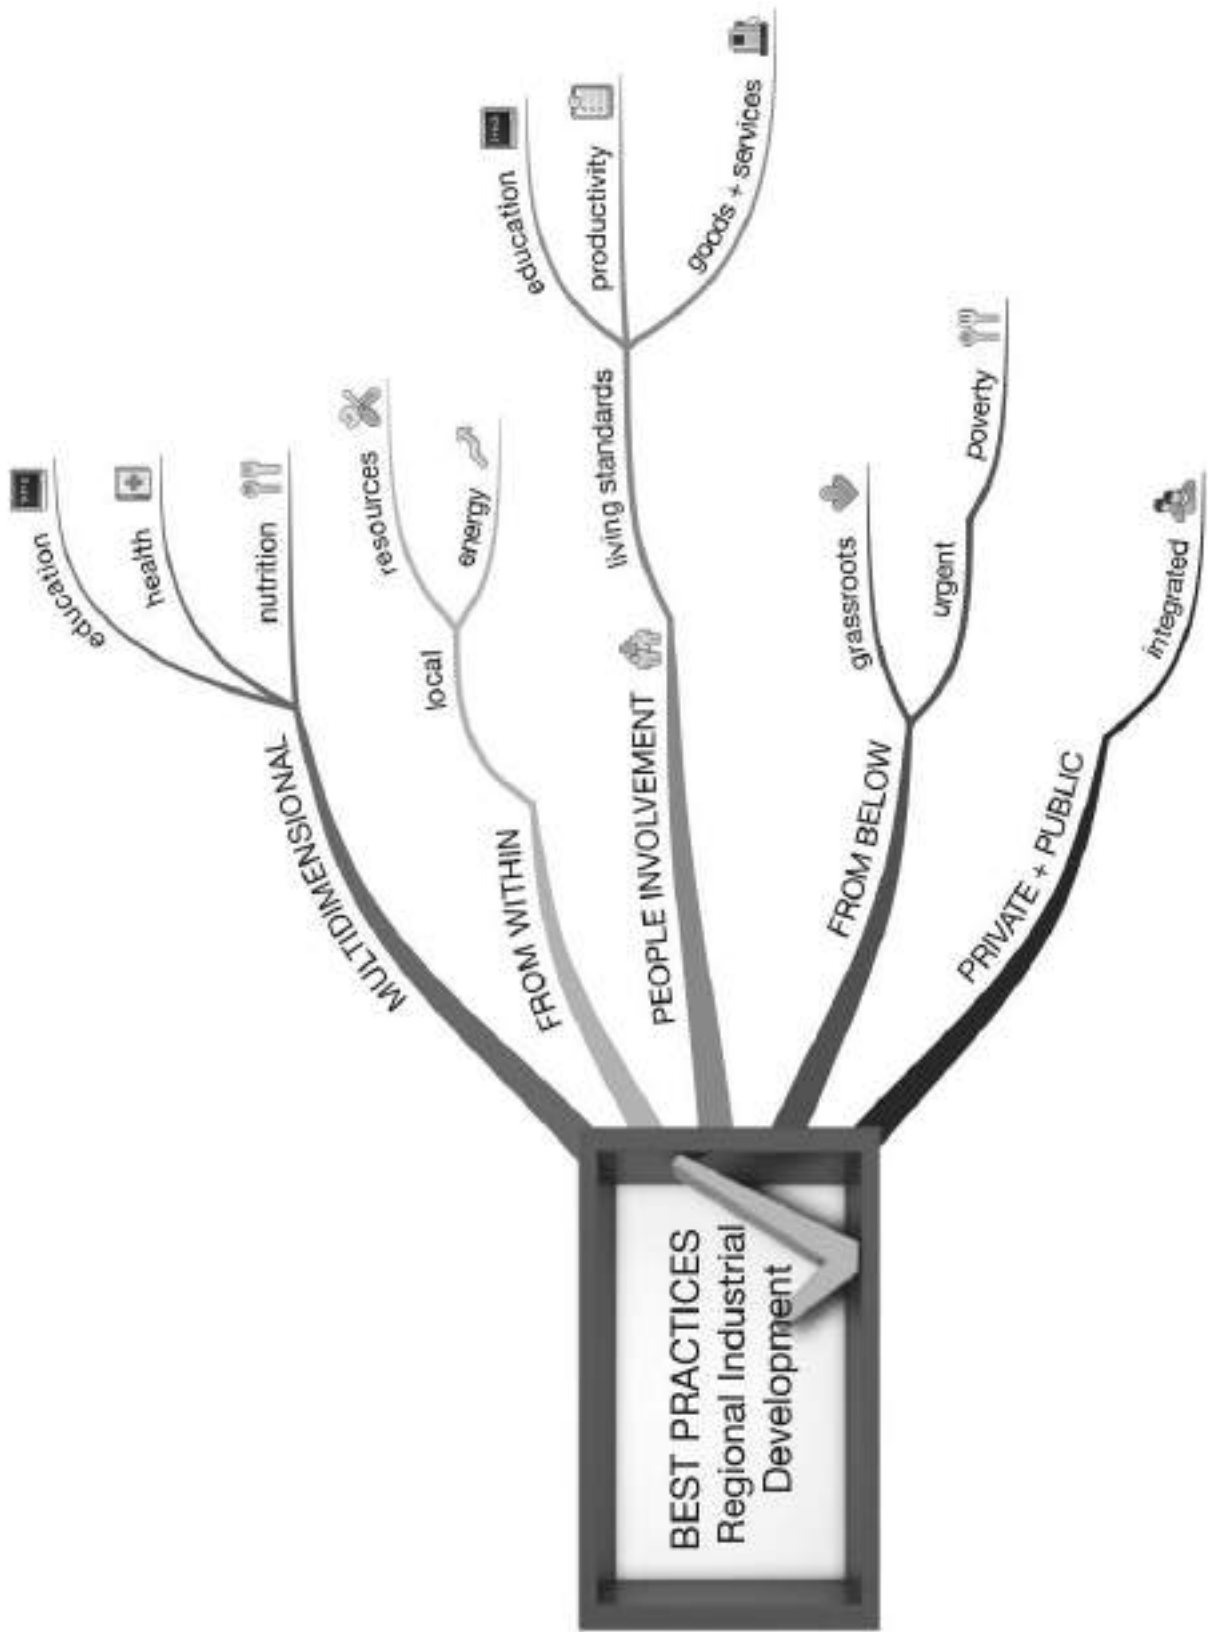 BEST PRACTICES
Regional Industrial
Development
MULTIDIMENSIONAL
education
health
nutrition
FROM WITHIN
local
resources
energy
PEOPLE INVOLVEMENT
living standards
education
productivity
goods + services
FROM BELOW
grassroots
urgent
poverty
PRIVATE + PUBLIC
integrated